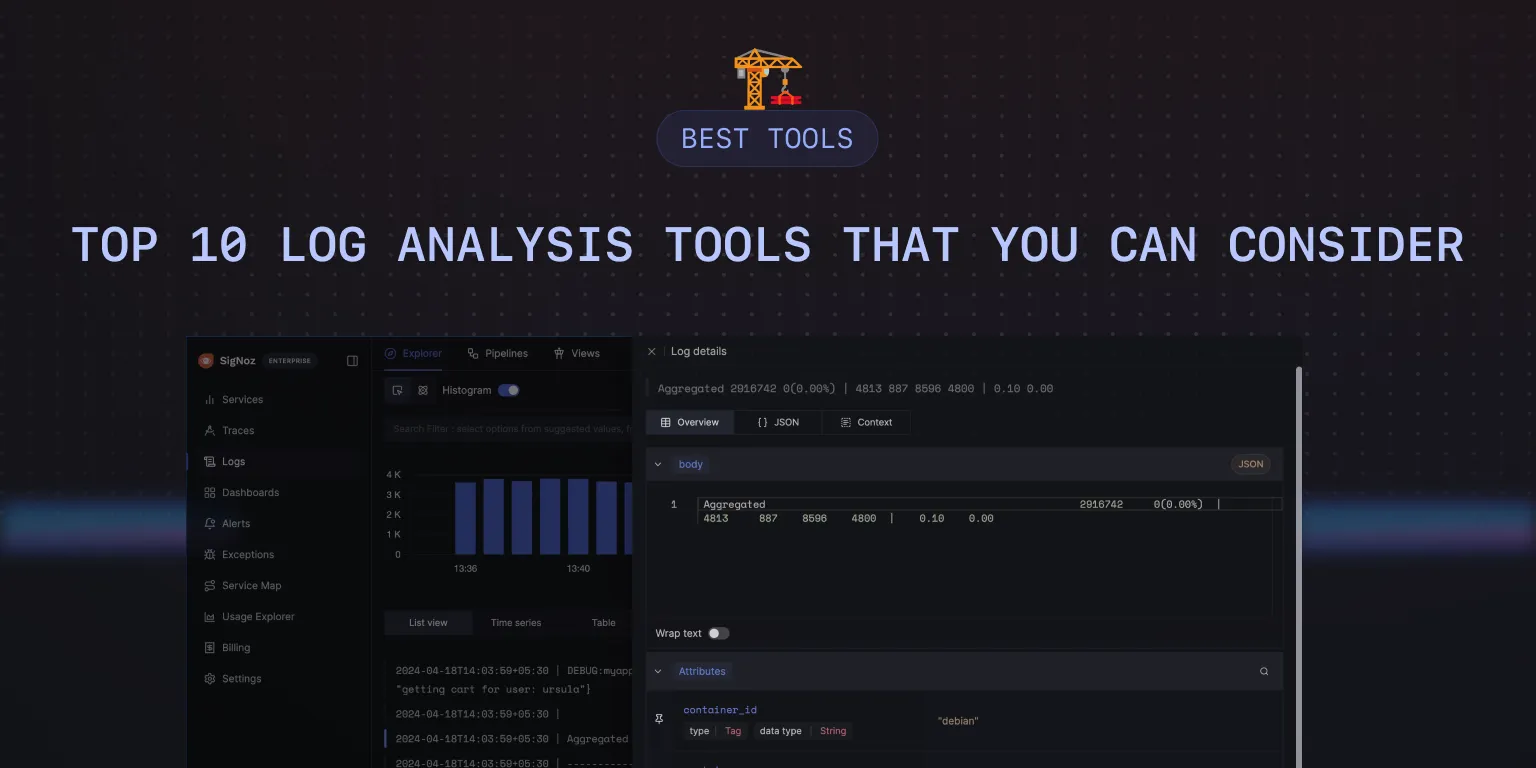 BEST TOOLS
TOP 10 LOG ANALYSIS TOOLS THAT YOU CAN CONSIDER
SigNoz ENTERPRISE
Services
Traces
Logs
Dashboards
Alerts
Exceptions
Service Map
Usage Explorer
Billing
Settings
Explorer Pipelines Views
Histogram
Search Filter : select options from suggested values, f
4 K
3 K
2 K
1 K
0
13:36 13:40
List view Time series Table
2024-04-18T14:03:59+05:30 | DEBUG:myapp
"getting cart for user: ursula"}
2024-04-18T14:03:59+05:30 |
2024-04-18T14:03:59+05:30 | Aggregated
2024-04-18T14:03:59+05:30 | -----------
Log details
Aggregated 2916742 0(0.00%) | 4813 887 8596 4800 | 0.10 0.00
Overview {} JSON Context
body JSON
1 Aggregated 2916742 0(0.00%) |
4813 887 8596 4800 | 0.10 0.00
Wrap text
Attributes
container_id
type Tag data type String
"debian"